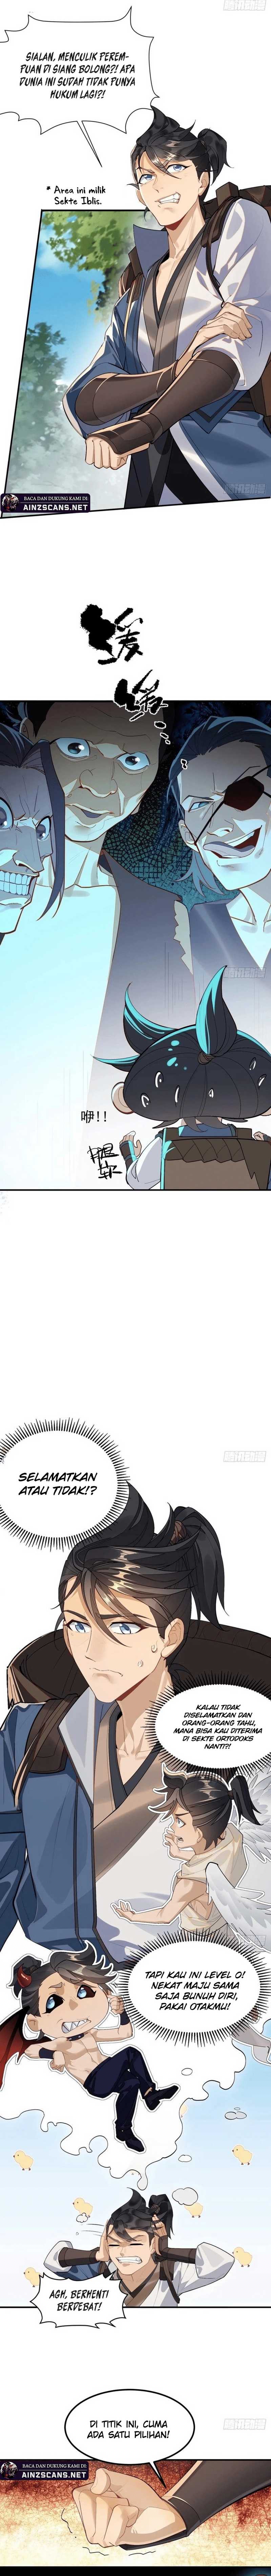 SIALAN, MENCULIK PEREM-
PUAN DI SIANG BOLONG?! APA
DUNIA INI SUDAH TIDAK PUNYA
HUKUM LAGI?!
* Area ini milik
Sekte Iblis.
BACA DAN DUKUNG KAMI DI
AINZSCANS.NET
咿!!
SELAMATKAN
ATAU TIDAK!?
KALAU TIDAK
DISELAMATKAN DAN
ORANG-ORANG TAHU,
MANA BISA KAU DITERIMA
DI SEKTE ORTODOKS
NANTI?!
TAPI KAU INI LEVEL 0!
NEKAT MAJU SAMA
SAJA BUNUH DIRI,
PAKAI OTAKMU!
AGH, BERHENTI
BERDEBAT!
DI TITIK INI, CUMA
ADA SATU PILIHAN!
BACA DAN DUKUNG KAMI DI
AINZSCANS.NET